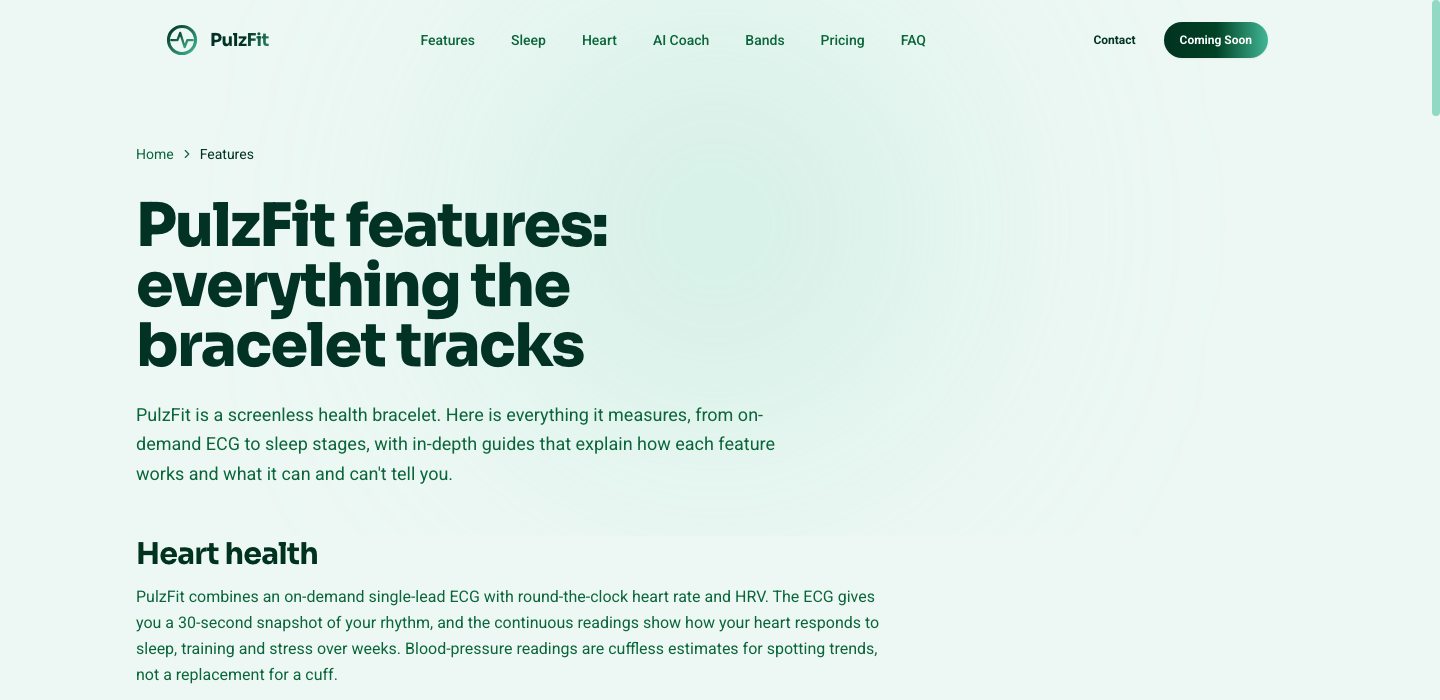 PulzFit
Features
Sleep
Heart
AI Coach
Bands
Pricing
FAQ
Contact
Coming Soon
Home > Features
PulzFit features:
everything the
bracelet tracks
PulzFit is a screenless health bracelet. Here is everything it measures, from on-
demand ECG to sleep stages, with in-depth guides that explain how each feature
works and what it can and can't tell you.
Heart health
PulzFit combines an on-demand single-lead ECG with round-the-clock heart rate and HRV. The ECG gives
you a 30-second snapshot of your rhythm, and the continuous readings show how your heart responds to
sleep, training and stress over weeks. Blood-pressure readings are cuffless estimates for spotting trends,
not a replacement for a cuff.